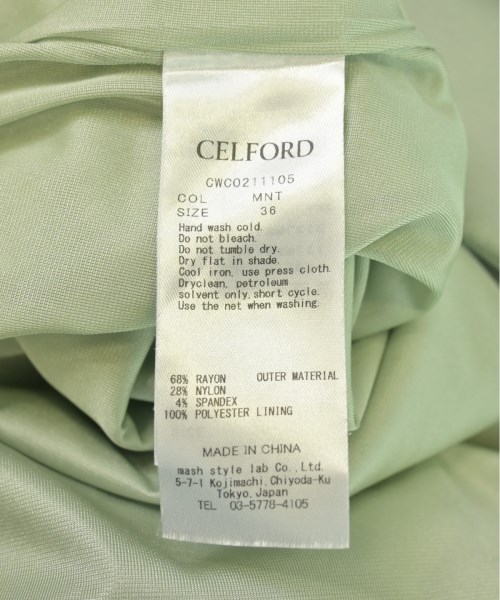 CELFORD
CWCO211105
COL MNT
SIZE 36
Hand wash cold.
Do not bleach.
Do not tumble dry.
Dry flat in shade.
Cool iron, use press cloth.
Dryclean, petroleum
solvent only, short cycle.
Use the net when washing.
68% RAYON OUTER MATERIAL
28% NYLON
4% SPANDEX
100% POLYESTER LINING
MADE IN CHINA
mash style lab Co.,Ltd.
5-7-1 Kojimachi,Chiyoda-Ku
Tokyo,Japan
TEL 03-5778-4105